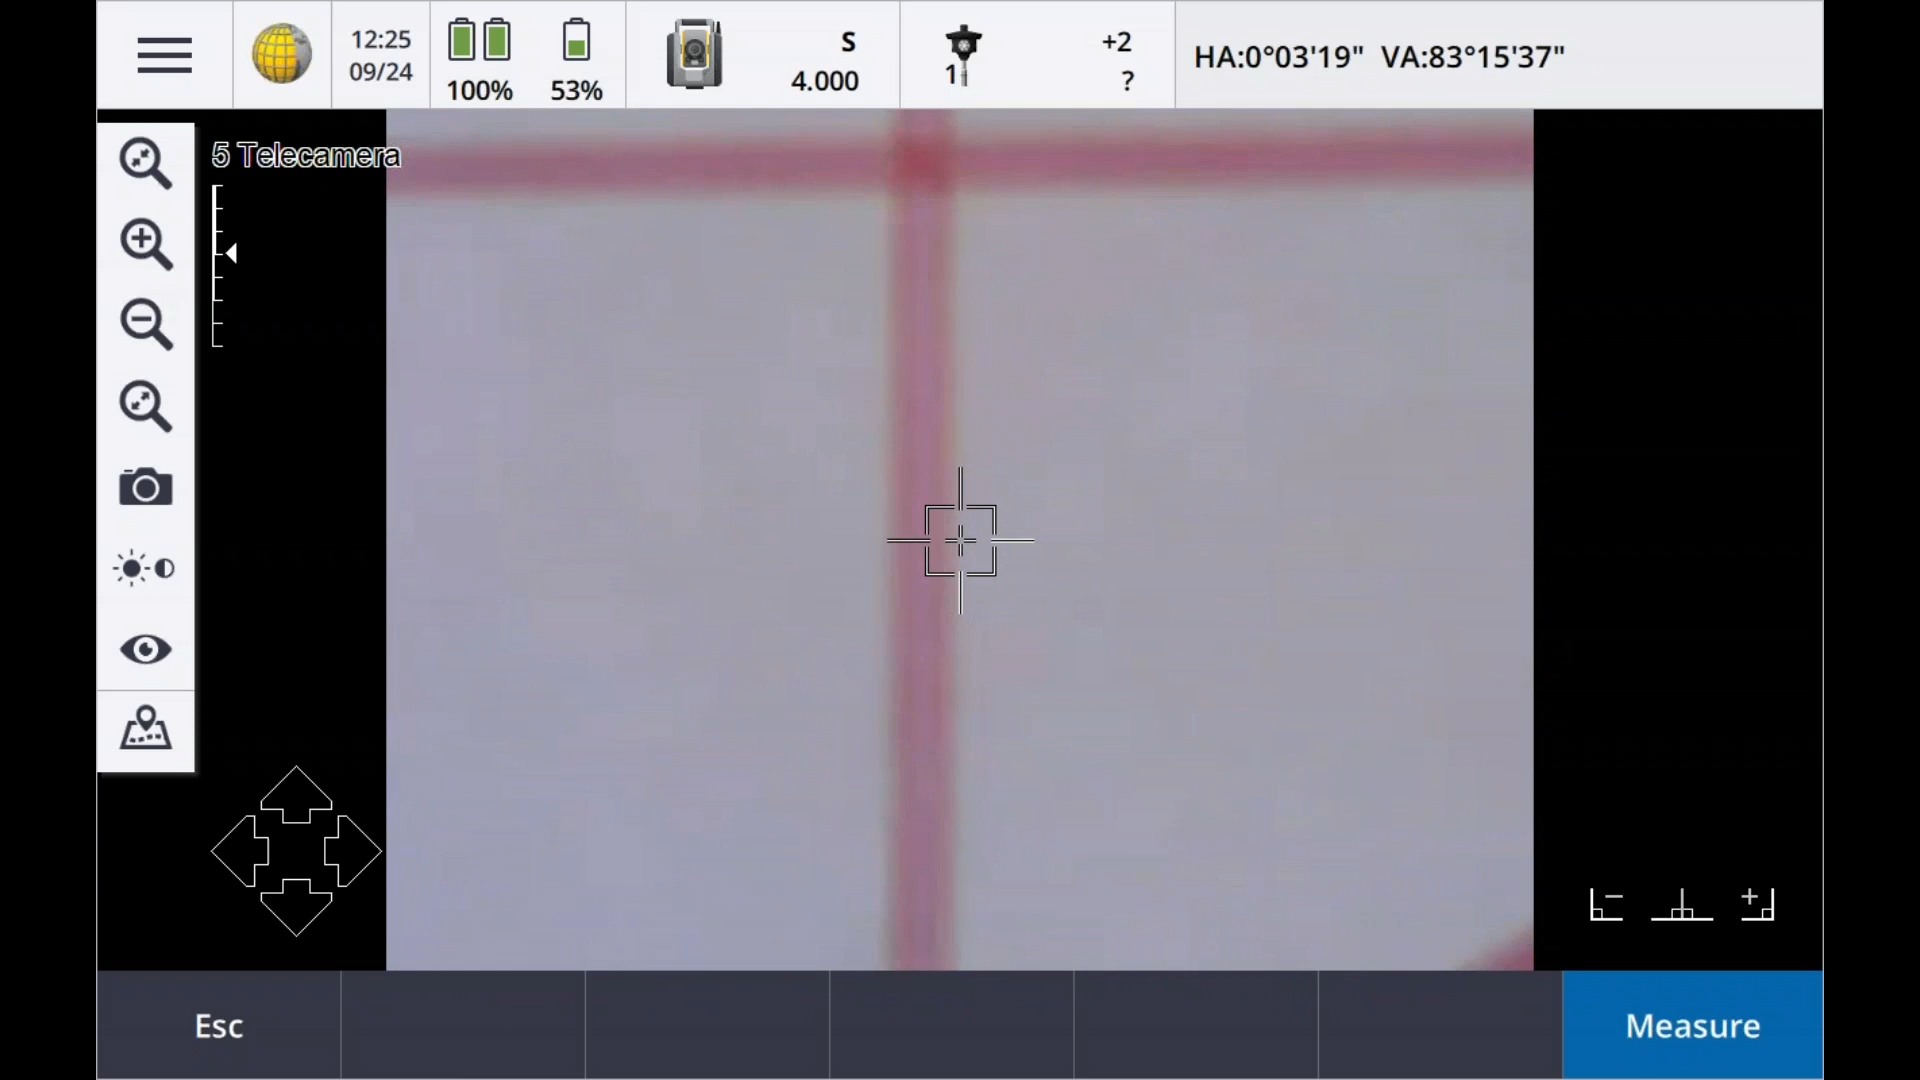 12:25
09/24
100%
53%
S
4.000
1
+2
?
HA:0°03'19"  VA:83°15'37"
5 Telecamera
Esc
Measure